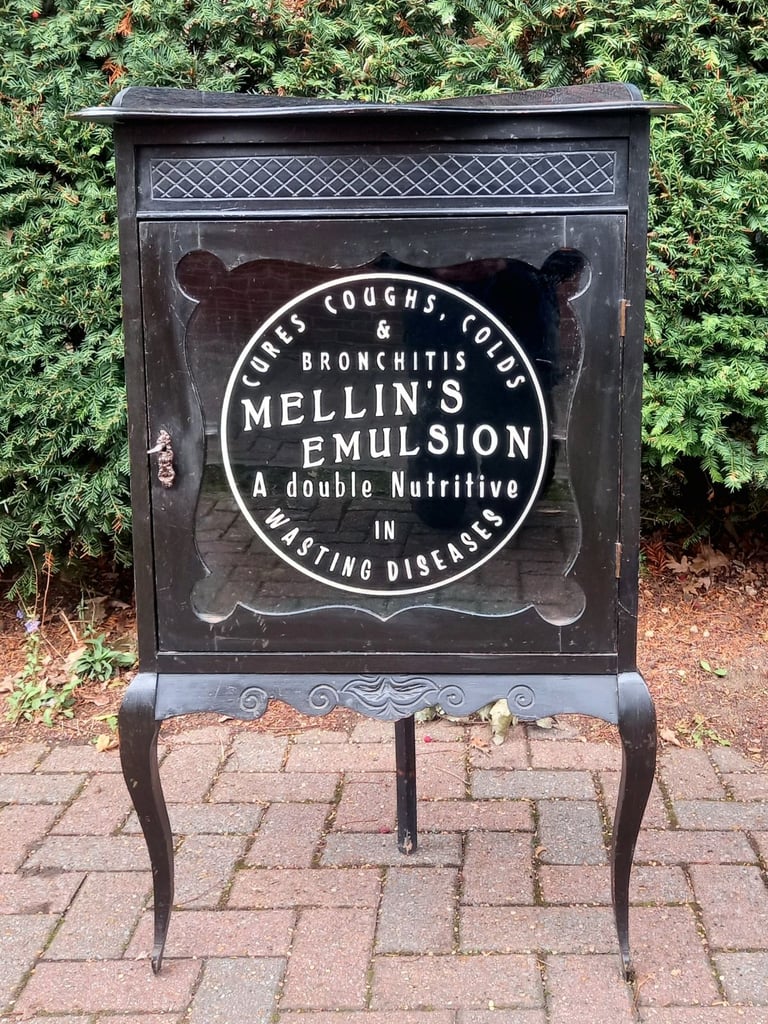 CURES COUGHS, COLDS
&
BRONCHITIS
MELLIN'S
EMULSION
A double Nutritive
IN
WASTING DISEASES